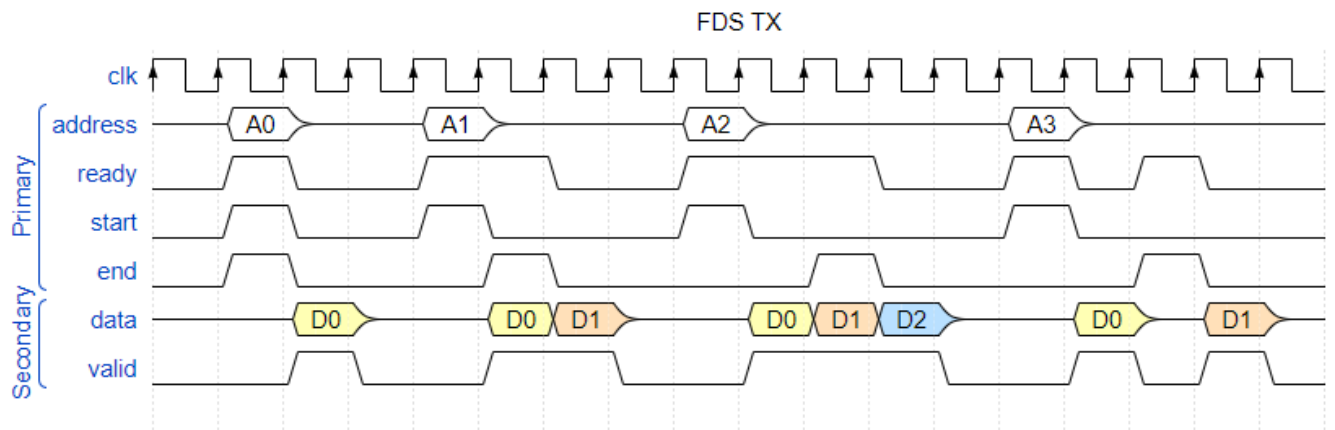 FDS TX
clk
Primary
address A0 A1 A2 A3
ready
start
end
Secondary
data D0 D0 D1 D0 D1 D2 D0 D1
valid